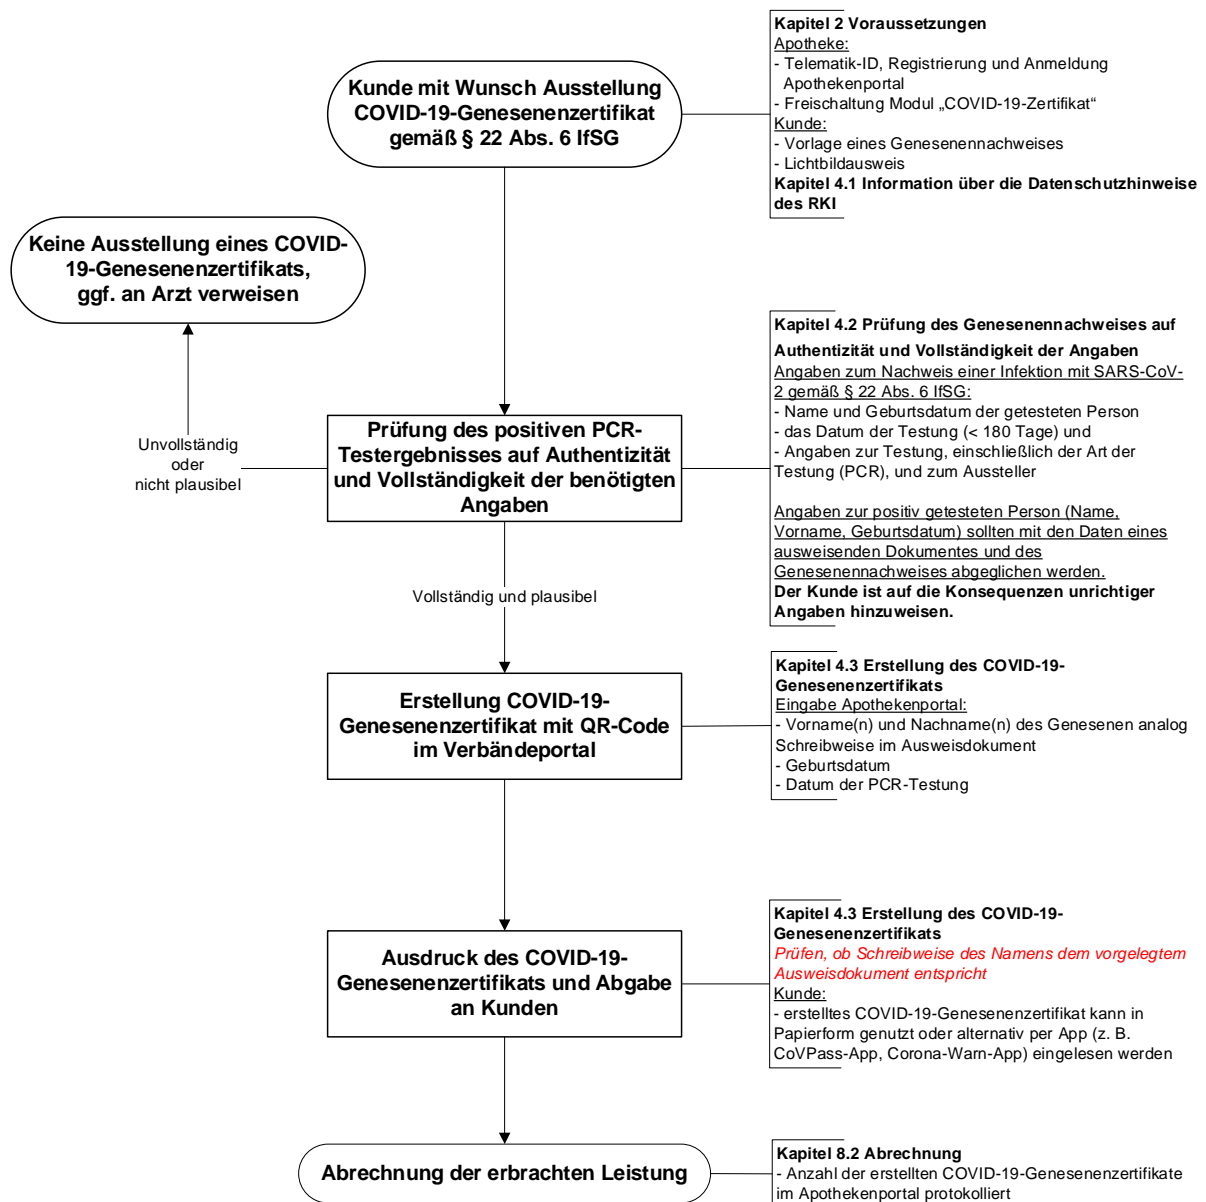 Kunde mit Wunsch Ausstellung
COVID-19-Genesenenzertifikat
gemäß § 22 Abs. 6 IfSG
Kapitel 2 Voraussetzungen
Apotheke:
- Telematik-ID, Registrierung und Anmeldung
Apothekenportal
- Freischaltung Modul „COVID-19-Zertifikat“
Kunde:
- Vorlage eines Genesenennachweises
- Lichtbildausweis
Kapitel 4.1 Information über die Datenschutzhinweise
des RKI
Keine Ausstellung eines COVID-
19-Genesenenzertifikats,
ggf. an Arzt verweisen
Unvollständig
oder
nicht plausibel
Prüfung des positiven PCR-
Testergebnisses auf Authentizität
und Vollständigkeit der benötigten
Angaben
Kapitel 4.2 Prüfung des Genesenennachweises auf
Authentizität und Vollständigkeit der Angaben
Angaben zum Nachweis einer Infektion mit SARS-CoV-
2 gemäß § 22 Abs. 6 IfSG:
- Name und Geburtsdatum der getesteten Person
- das Datum der Testung (< 180 Tage) und
- Angaben zur Testung, einschließlich der Art der
Testung (PCR), und zum Aussteller
Angaben zur positiv getesteten Person (Name,
Vorname, Geburtsdatum) sollten mit den Daten eines
ausweisenden Dokumentes und des
Genesenennachweises abgeglichen werden.
Der Kunde ist auf die Konsequenzen unrichtiger
Angaben hinzuweisen.
Vollständig und plausibel
Erstellung COVID-19-
Genesenenzertifikat mit QR-Code
im Verbändeportal
Kapitel 4.3 Erstellung des COVID-19-
Genesenenzertifikats
Eingabe Apothekenportal:
- Vorname(n) und Nachname(n) des Genesenen analog
Schreibweise im Ausweisdokument
- Geburtsdatum
- Datum der PCR-Testung
Ausdruck des COVID-19-
Genesenenzertifikats und Abgabe
an Kunden
Kapitel 4.3 Erstellung des COVID-19-
Genesenenzertifikats
Prüfen, ob Schreibweise des Namens dem vorgelegtem
Ausweisdokument entspricht
Kunde:
- erstelltes COVID-19-Genesenenzertifikat kann in
Papierform genutzt oder alternativ per App (z. B.
CoVPass-App, Corona-Warn-App) eingelesen werden
Abrechnung der erbrachten Leistung
Kapitel 8.2 Abrechnung
- Anzahl der erstellten COVID-19-Genesenenzertifikate
im Apothekenportal protokolliert